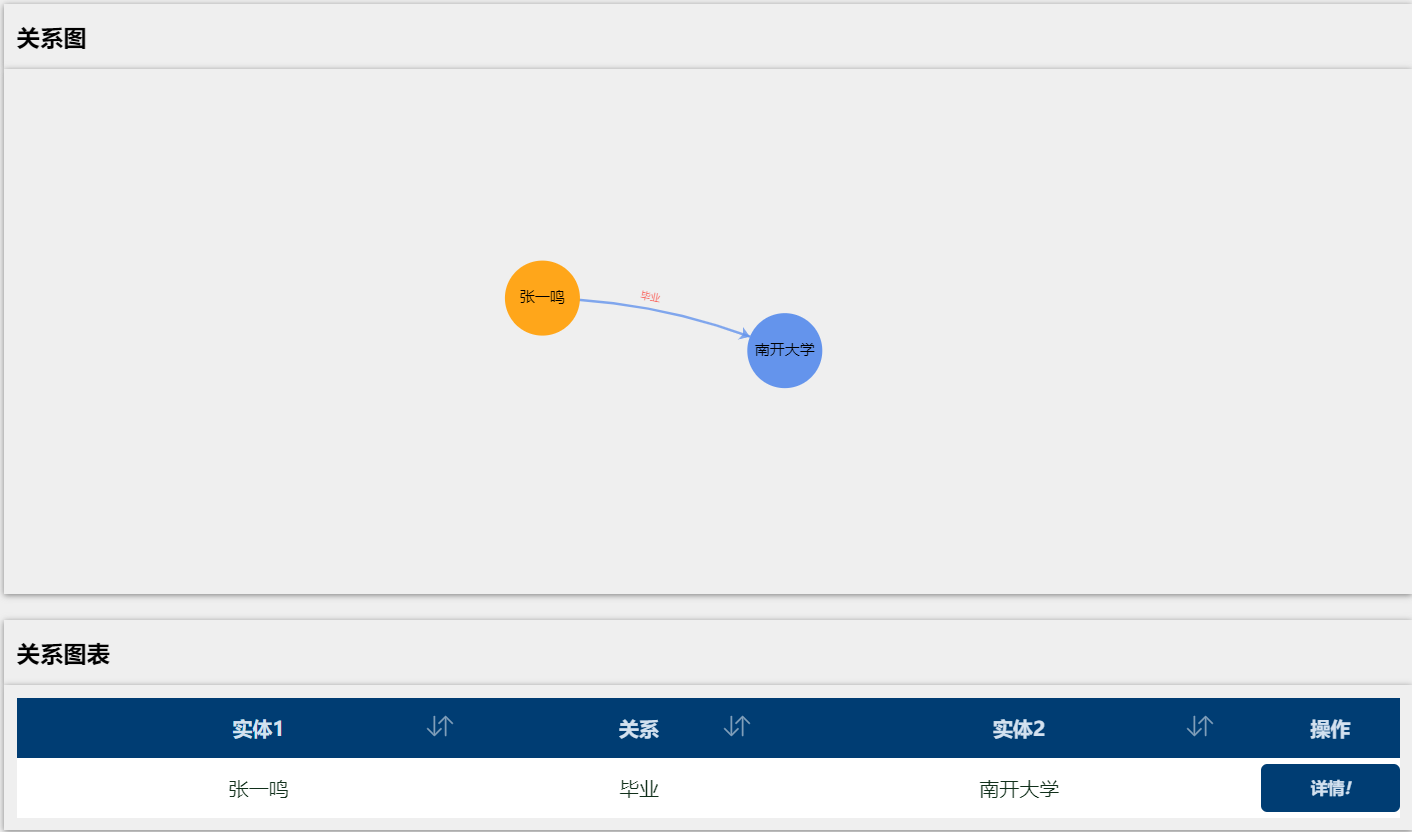 关系图
张一鸣
毕业
南开大学
关系图表
实体1 关系 实体2 操作
张一鸣 毕业 南开大学 详情!